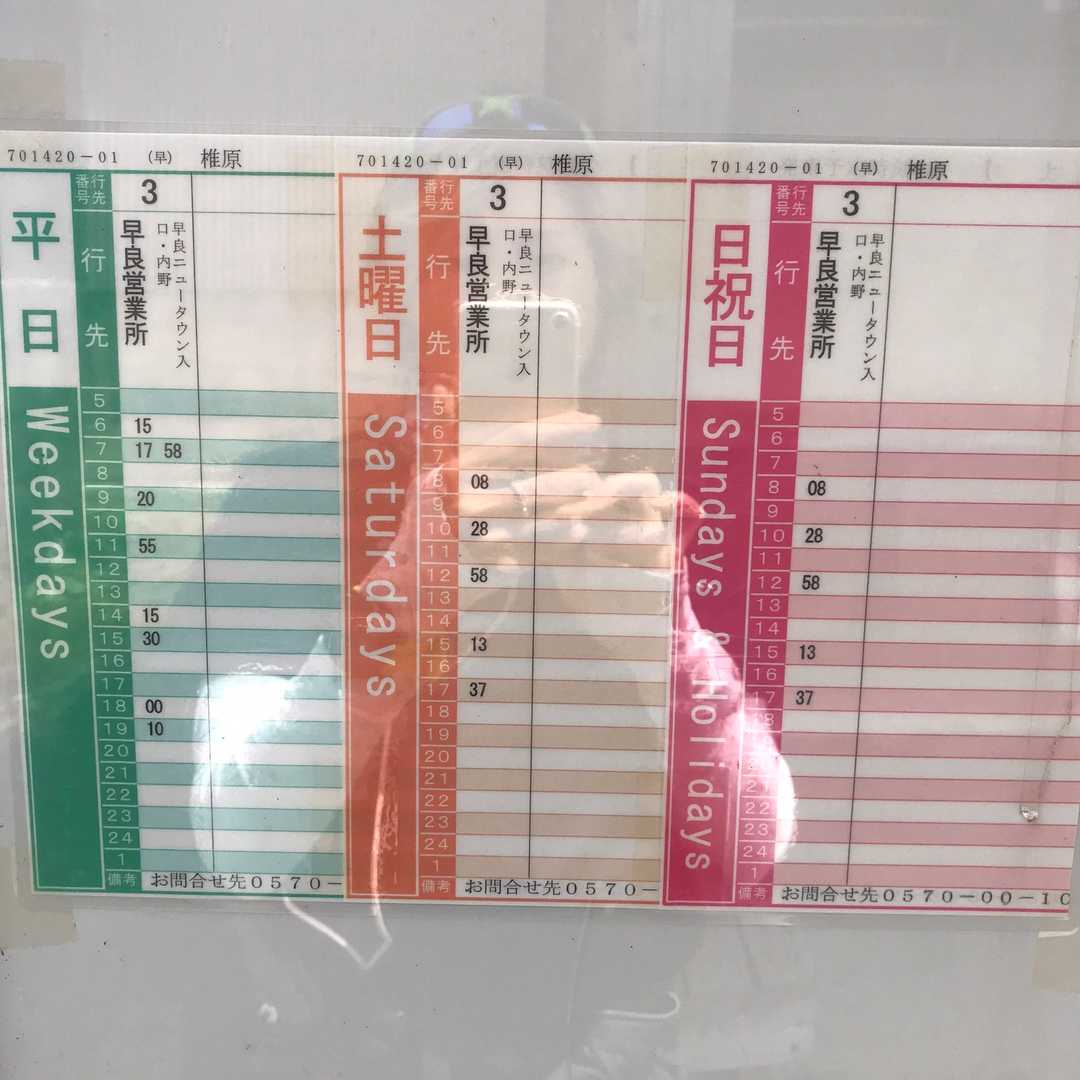 701420-01 (早) 椎原
平日
Weekdays
行先番号
3
行先
早良営業所
早良ニュータウン入口・内野
5
6 15
7 17 58
8
9 20
10
11 55
12
13
14 15
15 30
16
17
18 00
19 10
20
21
22
23
24
1
備考 お問合せ先0570-
701420-01 (早) 椎原
土曜日
Saturdays
行先番号
3
行先
早良営業所
早良ニュータウン入口・内野
5
6
7
8 08
9
10 28
11
12 58
13
14
15 13
16
17 37
18
19
20
21
22
23
24
1
備考 お問合せ先0570-
701420-01 (早) 椎原
日祝日
Sundays & Holidays
行先番号
3
行先
早良営業所
早良ニュータウン入口・内野
5
6
7
8 08
9
10 28
11
12 58
13
14
15 13
16
17 37
18
21
22
23
24
1
備考 お問合せ先0570-00-10